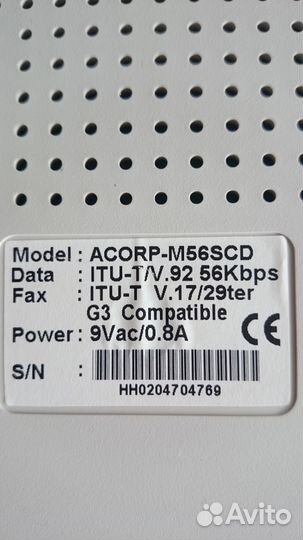 Model : ACORP-M56SCD
Data : ITU-T/V.92 56Kbps
Fax : ITU-T V.17/29ter
G3 Compatible
Power : 9Vac/0.8A
CE
S/N :
HH0204704769
Avito